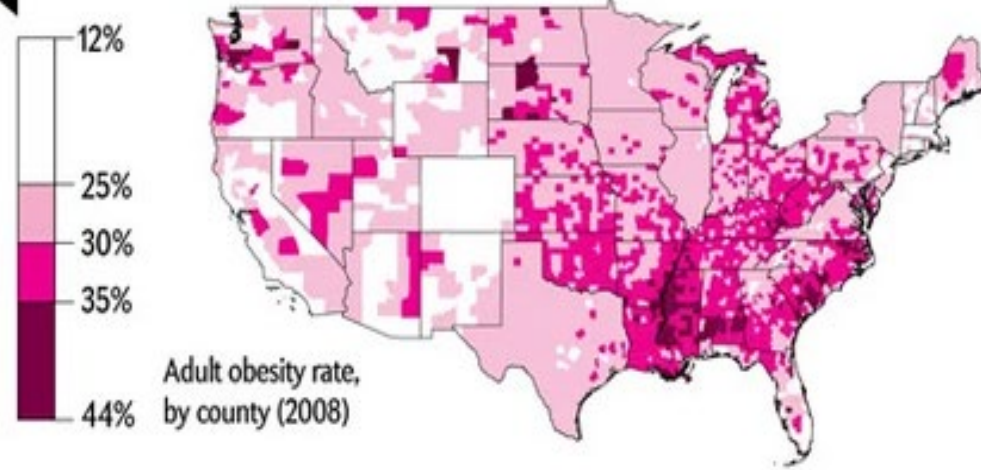 12%
25%
30%
35%
44%
Adult obesity rate,
by county (2008)